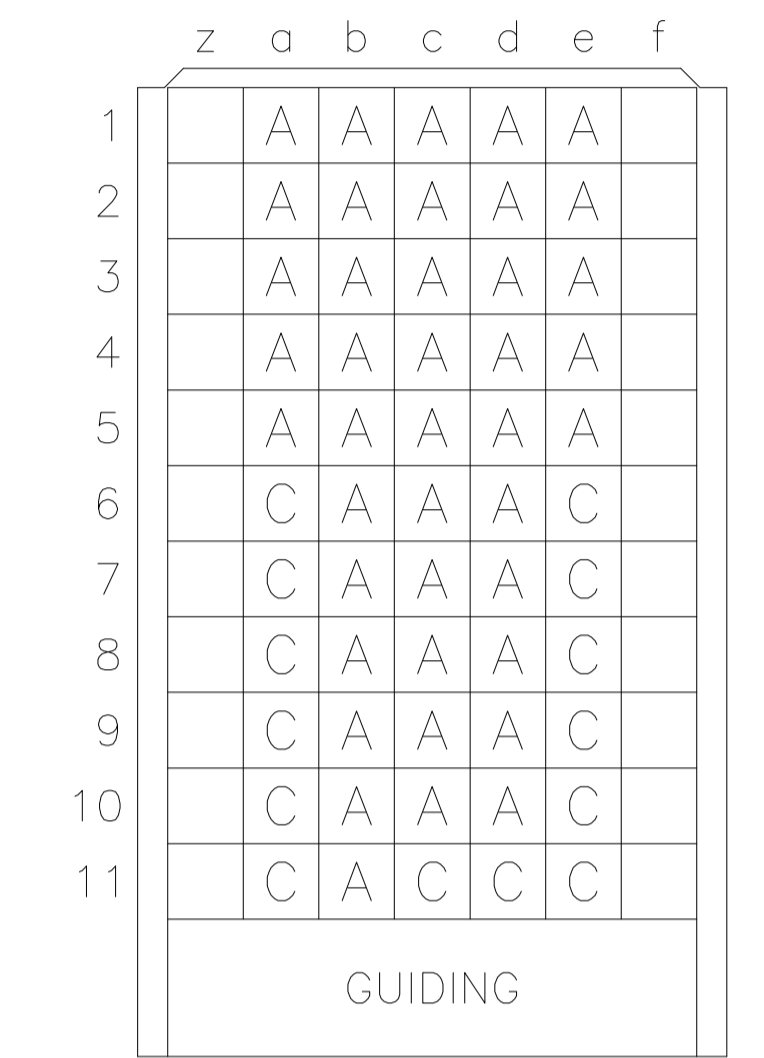 z a b c d e f
1 A A A A A
2 A A A A A
3 A A A A A
4 A A A A A
5 A A A A A
6 C A A A C
7 C A A A C
8 C A A A C
9 C A A A C
10 C A A A C
11 C A C C C
GUIDING